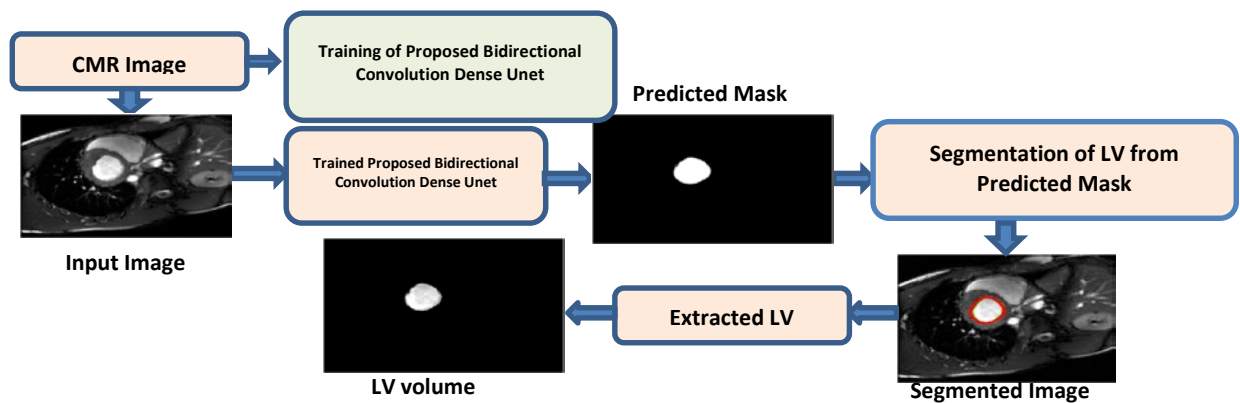 CMR Image
Training of Proposed Bidirectional
Convolution Dense Unet
Predicted Mask
Trained Proposed Bidirectional
Convolution Dense Unet
Segmentation of LV from
Predicted Mask
Input Image
Extracted LV
LV volume
Segmented Image